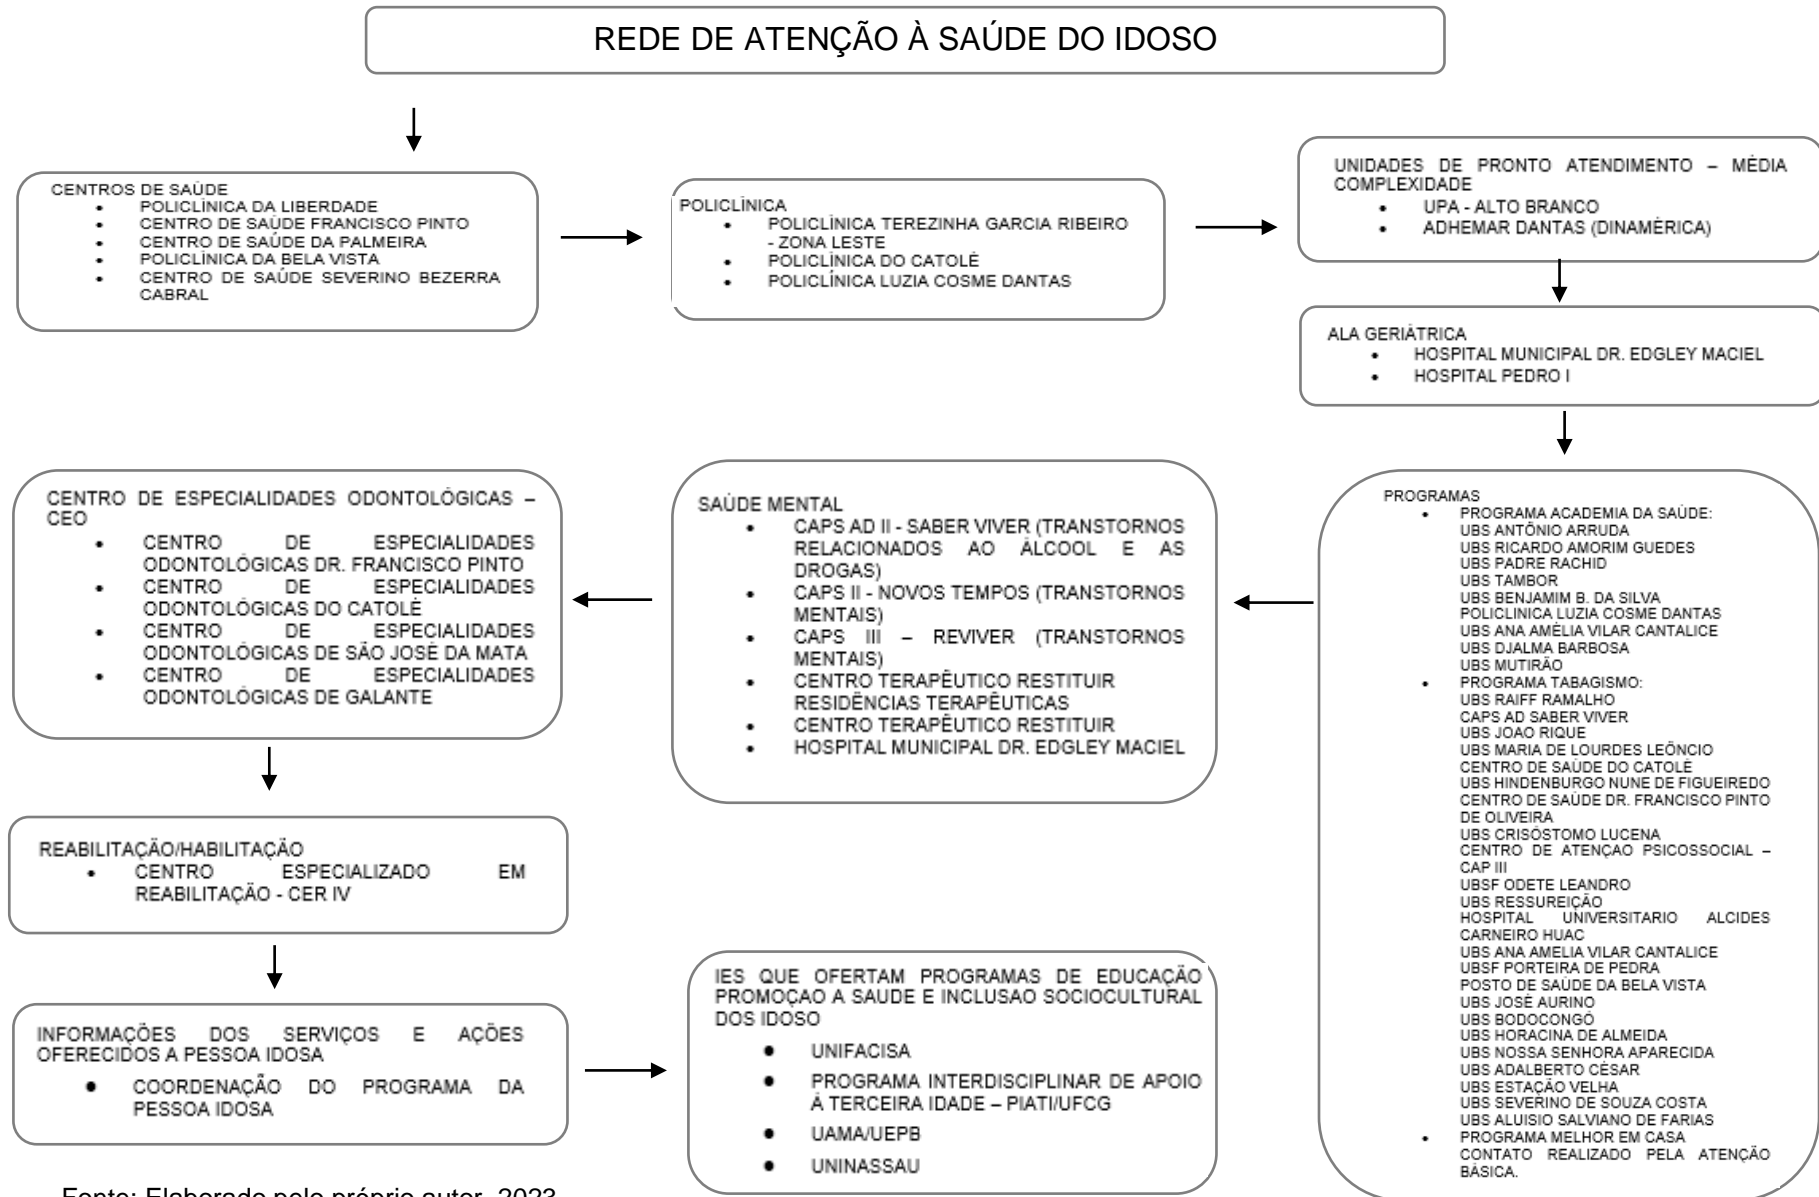 REDE DE ATENÇÃO À SAÚDE DO IDOSO
CENTROS DE SAÚDE
• POLICLÍNICA DA LIBERDADE
• CENTRO DE SAÚDE FRANCISCO PINTO
• CENTRO DE SAÚDE DA PALMEIRA
• POLICLÍNICA DA BELA VISTA
• CENTRO DE SAÚDE SEVERINO BEZERRA
CABRAL
POLICLÍNICA
• POLICLÍNICA TEREZINHA GARCIA RIBEIRO
- ZONA LESTE
• POLICLÍNICA DO CATOLÉ
• POLICLÍNICA LUZIA COSME DANTAS
UNIDADES DE PRONTO ATENDIMENTO – MÉDIA
COMPLEXIDADE
• UPA - ALTO BRANCO
• ADHEMAR DANTAS (DINAMÉRICA)
ALA GERIÁTRICA
• HOSPITAL MUNICIPAL DR. EDGLEY MACIEL
• HOSPITAL PEDRO I
PROGRAMAS
• PROGRAMA ACADEMIA DA SAÚDE:
UBS ANTÔNIO ARRUDA
UBS RICARDO AMORIM GUEDES
UBS PADRE RACHID
UBS TAMBOR
UBS BENJAMIM B. DA SILVA
POLICLINICA LUZIA COSME DANTAS
UBS ANA AMÉLIA VILAR CANTALICE
UBS DJALMA BARBOSA
UBS MUTIRÃO
• PROGRAMA TABAGISMO:
UBS RAIFF RAMALHO
CAPS AD SABER VIVER
UBS JOAO RIQUE
UBS MARIA DE LOURDES LEÔNCIO
CENTRO DE SAÚDE DO CATOLÉ
UBS HINDENBURGO NUNE DE FIGUEIREDO
CENTRO DE SAÚDE DR. FRANCISCO PINTO
DE OLIVEIRA
UBS CRISÓSTOMO LUCENA
CENTRO DE ATENÇAO PSICOSSOCIAL –
CAP III
UBSF ODETE LEANDRO
UBS RESSUREIÇÃO
HOSPITAL UNIVERSITARIO ALCIDES
CARNEIRO HUAC
UBS ANA AMELIA VILAR CANTALICE
UBSF PORTEIRA DE PEDRA
POSTO DE SAÚDE DA BELA VISTA
UBS JOSÉ AURINO
UBS BODOCONGÓ
UBS HORACINA DE ALMEIDA
UBS NOSSA SENHORA APARECIDA
UBS ADALBERTO CÉSAR
UBS ESTAÇÃO VELHA
UBS SEVERINO DE SOUZA COSTA
UBS ALUISIO SALVIANO DE FARIAS
• PROGRAMA MELHOR EM CASA
CONTATO REALIZADO PELA ATENÇÃO
BÁSICA.
SAÚDE MENTAL
• CAPS AD II - SABER VIVER (TRANSTORNOS
RELACIONADOS AO ÁLCOOL E AS
DROGAS)
• CAPS II - NOVOS TEMPOS (TRANSTORNOS
MENTAIS)
• CAPS III – REVIVER (TRANSTORNOS
MENTAIS)
• CENTRO TERAPÊUTICO RESTITUIR
RESIDÊNCIAS TERAPÊUTICAS
• CENTRO TERAPÊUTICO RESTITUIR
• HOSPITAL MUNICIPAL DR. EDGLEY MACIEL
CENTRO DE ESPECIALIDADES ODONTOLÓGICAS –
CEO
• CENTRO DE ESPECIALIDADES
ODONTOLÓGICAS DR. FRANCISCO PINTO
• CENTRO DE ESPECIALIDADES
ODONTOLÓGICAS DO CATOLÉ
• CENTRO DE ESPECIALIDADES
ODONTOLÓGICAS DE SÃO JOSÉ DA MATA
• CENTRO DE ESPECIALIDADES
ODONTOLÓGICAS DE GALANTE
REABILITAÇÃO/HABILITAÇÃO
• CENTRO ESPECIALIZADO EM
REABILITAÇÃO - CER IV
INFORMAÇÕES DOS SERVIÇOS E AÇÕES
OFERECIDOS A PESSOA IDOSA
• COORDENAÇÃO DO PROGRAMA DA
PESSOA IDOSA
IES QUE OFERTAM PROGRAMAS DE EDUCAÇÃO
PROMOÇAO A SAUDE E INCLUSAO SOCIOCULTURAL
DOS IDOSO
• UNIFACISA
• PROGRAMA INTERDISCIPLINAR DE APOIO
À TERCEIRA IDADE – PIATI/UFCG
• UAMA/UEPB
• UNINASSAU
Fonte: Elaborado pelo próprio autor, 2023